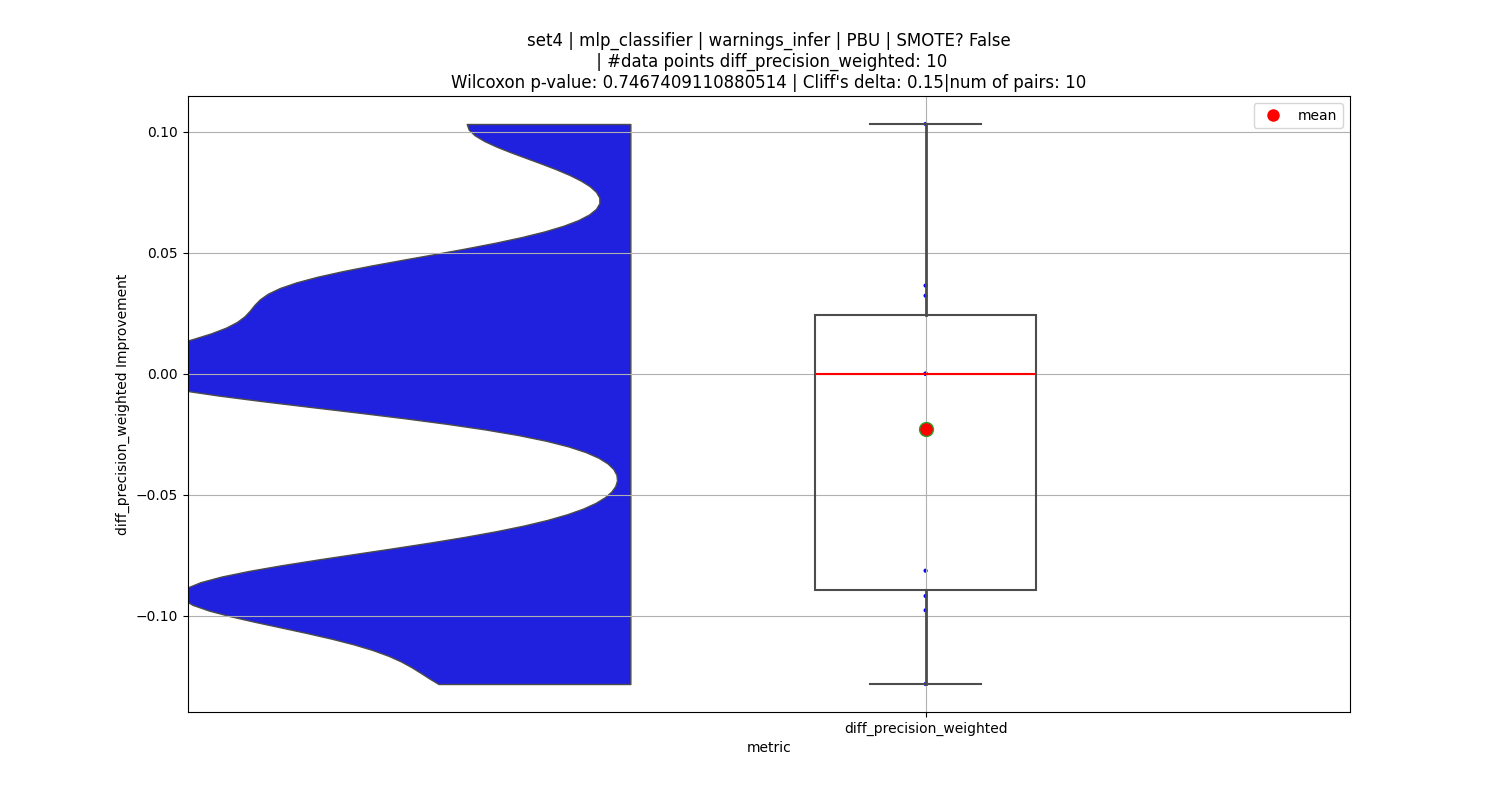 set4 | mlp_classifier | warnings_infer | PBU | SMOTE? False
| #data points diff_precision_weighted: 10
Wilcoxon p-value: 0.7467409110880514 | Cliff's delta: 0.15|num of pairs: 10
mean
0.10
0.05
0.00
−0.05
−0.10
diff_precision_weighted Improvement
diff_precision_weighted
metric